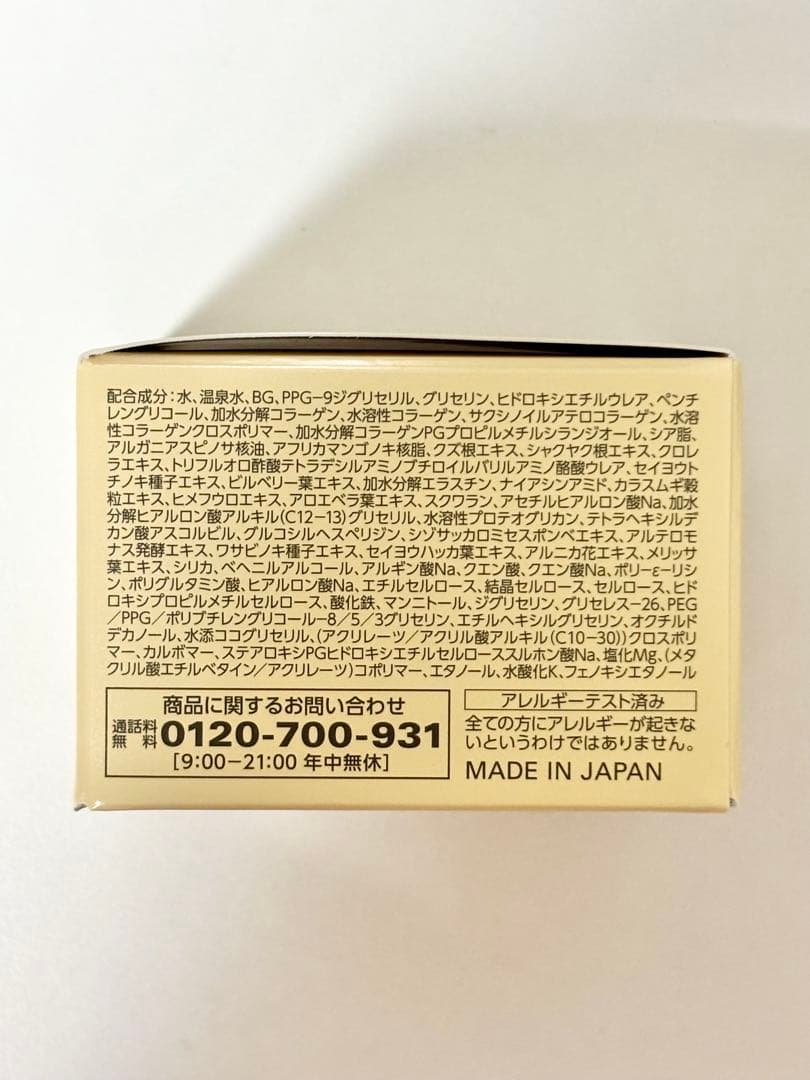 配合成分:水、温泉水、BG、PPG−9ジグリセリル、グリセリン、ヒドロキシエチルウレア、ペンチ
レングリコール、加水分解コラーゲン、水溶性コラーゲン、サクシノイルアテロコラーゲン、水溶
性コラーゲンクロスポリマー、加水分解コラーゲンPGプロピルメチルシランジオール、シア脂、
アルガニアスピノサ核油、アフリカマンゴノキ核脂、クズ根エキス、シャクヤク根エキス、クロレ
ラエキス、トリフルオロ酢酸テトラデシルアミノブチロイルバリルアミノ酪酸ウレア、セイヨウト
チノキ種子エキス、ビルベリー葉エキス、加水分解エラスチン、ナイアシンアミド、カラスムギ穀
粒エキス、ヒメフウロエキス、アロエベラ葉エキス、スクワラン、アセチルヒアルロン酸Na、加水
分解ヒアルロン酸アルキル(C12−13)グリセリル、水溶性プロテオグリカン、テトラヘキシルデ
カン酸アスコルビル、グルコシルヘスペリジン、シゾサッカロミセスポンベエキス、アルテロモ
ナス発酵エキス、ワサビノキ種子エキス、セイヨウハッカ葉エキス、アルニカ花エキス、メリッサ
葉エキス、シリカ、ベヘニルアルコール、アルギン酸Na、クエン酸、クエン酸Na、ポリ−ε−リシ
ン、ポリグルタミン酸、ヒアルロン酸Na、エチルセルロース、結晶セルロース、セルロース、ヒド
ロキシプロピルメチルセルロース、酸化鉄、マンニトール、ジグリセリン、グリセレス−26、PEG
/PPG/ポリブチレングリコール−8/5/3グリセリン、エチルヘキシルグリセリン、オクチルド
デカノール、水添ココグリセリル、(アクリレーツ/アクリル酸アルキル(C10−30))クロスポリ
マー、カルボマー、ステアロキシPGヒドロキシエチルセルローススルホン酸Na、塩化Mg、(メタ
クリル酸エチルベタイン/アクリレーツ)コポリマー、エタノール、水酸化K、フェノキシエタノール
商品に関するお問い合わせ
通話料
無料 0120-700-931
[9:00−21:00 年中無休]
アレルギーテスト済み
全ての方にアレルギーが起きな
いというわけではありません。
MADE IN JAPAN